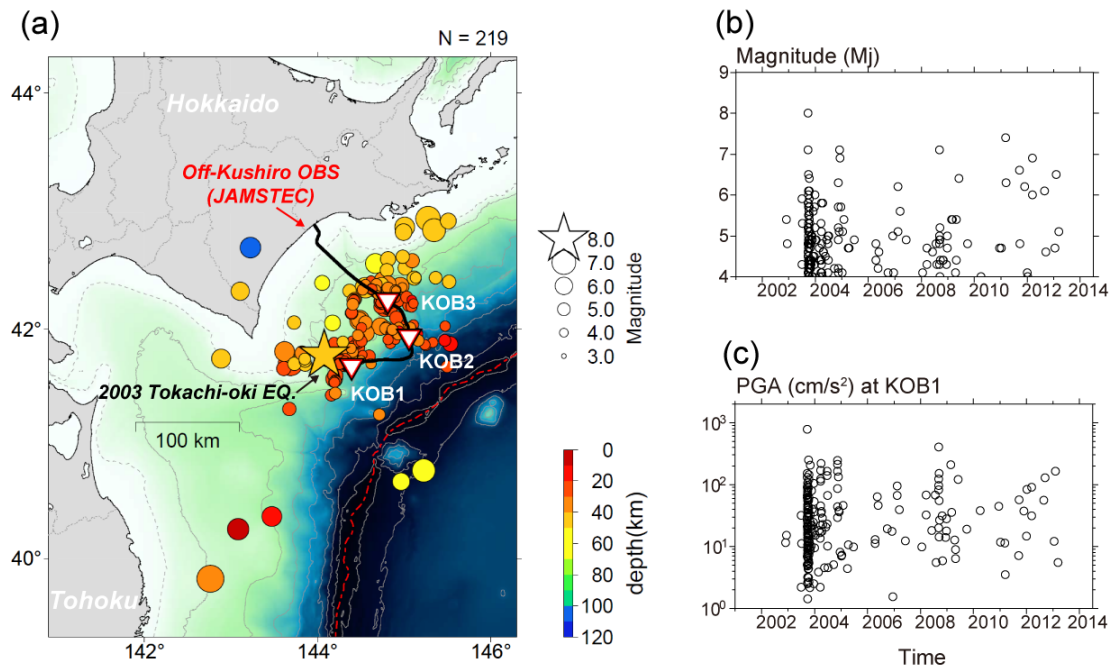 (a)
N = 219
44°
43°
42°
41°
40°
142°
144°
146°
Hokkaido
Off-Kushiro OBS
(JAMSTEC)
KOB3
KOB2
KOB1
2003 Tokachi-oki EQ.
100 km
Tohoku
8.0
7.0
6.0
5.0
4.0
3.0
Magnitude
0
20
40
60
80
100
120
depth(km)
(b)
Magnitude (Mj)
9
8
7
6
5
4
2002 2004 2006 2008 2010 2012 2014
(c)
PGA (cm/s²) at KOB1
10³
10²
10¹
10⁰
2002 2004 2006 2008 2010 2012 2014
Time